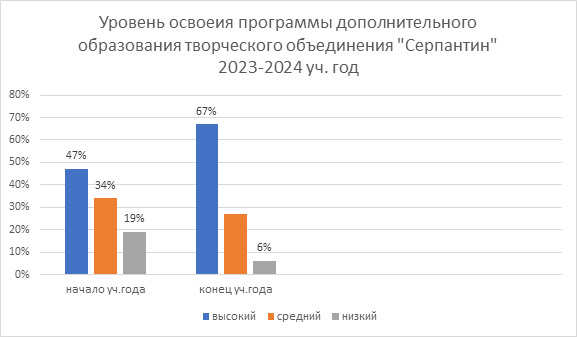 Уровень освоеия программы дополнительного
образования творческого объединения "Серпантин"
2023-2024 уч. год
80%
70%
60%
50%
40%
30%
20%
10%
0%
47%
34%
19%
67%
6%
начало уч.года
конец уч.года
высокий средний низкий